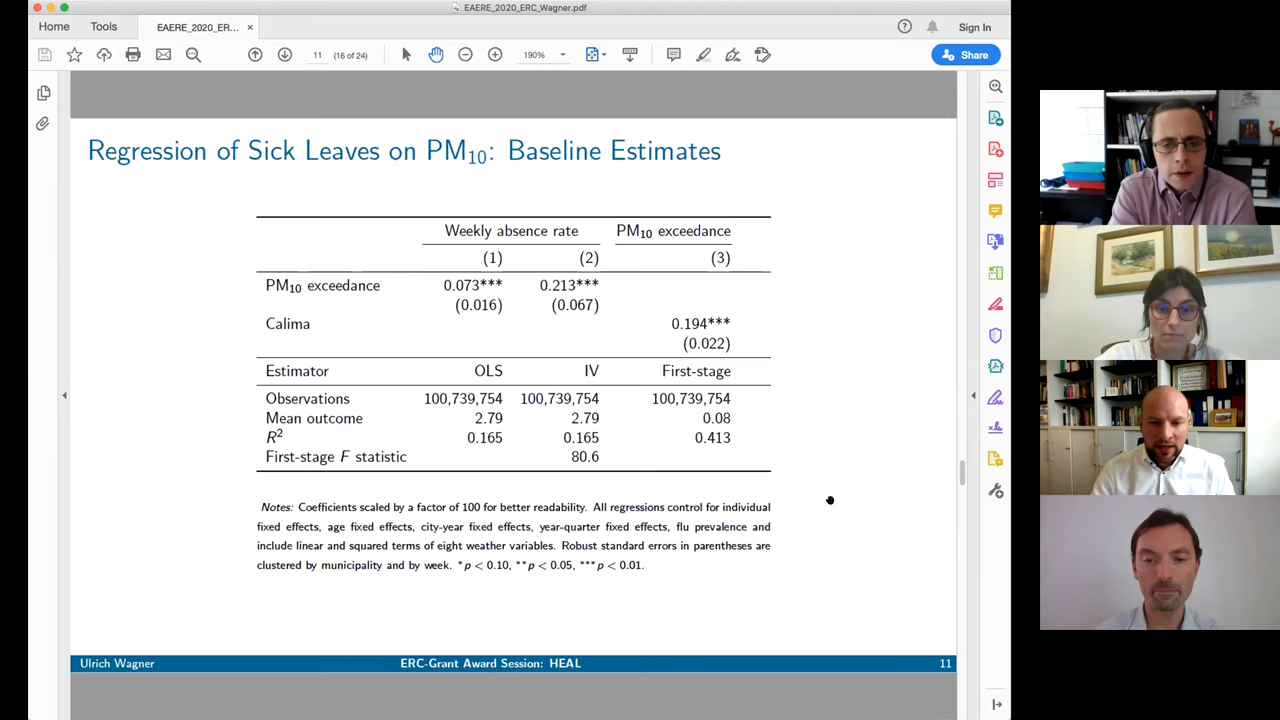 EAERE_2020_ERC_Wagner.pdf
Home Tools EAERE_2020_ER... × Sign In
11 (16 of 24) 190% Share
Regression of Sick Leaves on PM₁₀: Baseline Estimates
Weekly absence rate PM₁₀ exceedance
(1) (2) (3)
PM₁₀ exceedance 0.073*** 0.213***
(0.016) (0.067)
Calima 0.194***
(0.022)
Estimator OLS IV First-stage
Observations 100,739,754 100,739,754 100,739,754
Mean outcome 2.79 2.79 0.08
R² 0.165 0.165 0.413
First-stage F statistic 80.6
Notes: Coefficients scaled by a factor of 100 for better readability. All regressions control for individual
fixed effects, age fixed effects, city-year fixed effects, year-quarter fixed effects, flu prevalence and
include linear and squared terms of eight weather variables. Robust standard errors in parentheses are
clustered by municipality and by week. *p < 0.10, **p < 0.05, ***p < 0.01.
Ulrich Wagner ERC-Grant Award Session: HEAL 11